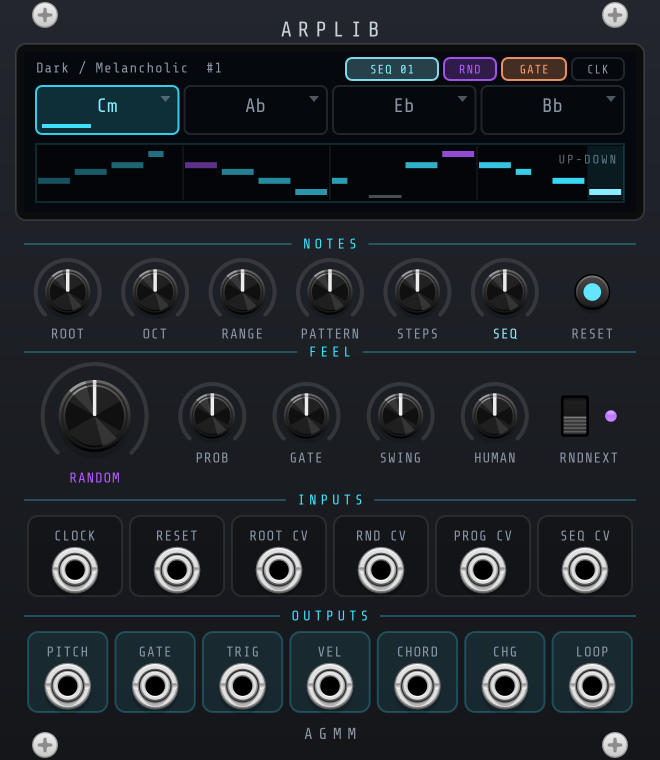 ARPLIB
Dark / Melancholic #1 SEQ 01 RND GATE CLK
Cm Ab Eb Bb
UP-DOWN
NOTES
ROOT OCT RANGE PATTERN STEPS SEQ RESET
FEEL
RANDOM PROB GATE SWING HUMAN RNDNEXT
INPUTS
CLOCK RESET ROOT CV RND CV PROG CV SEQ CV
OUTPUTS
PITCH GATE TRIG VEL CHORD CHG LOOP
AGMM